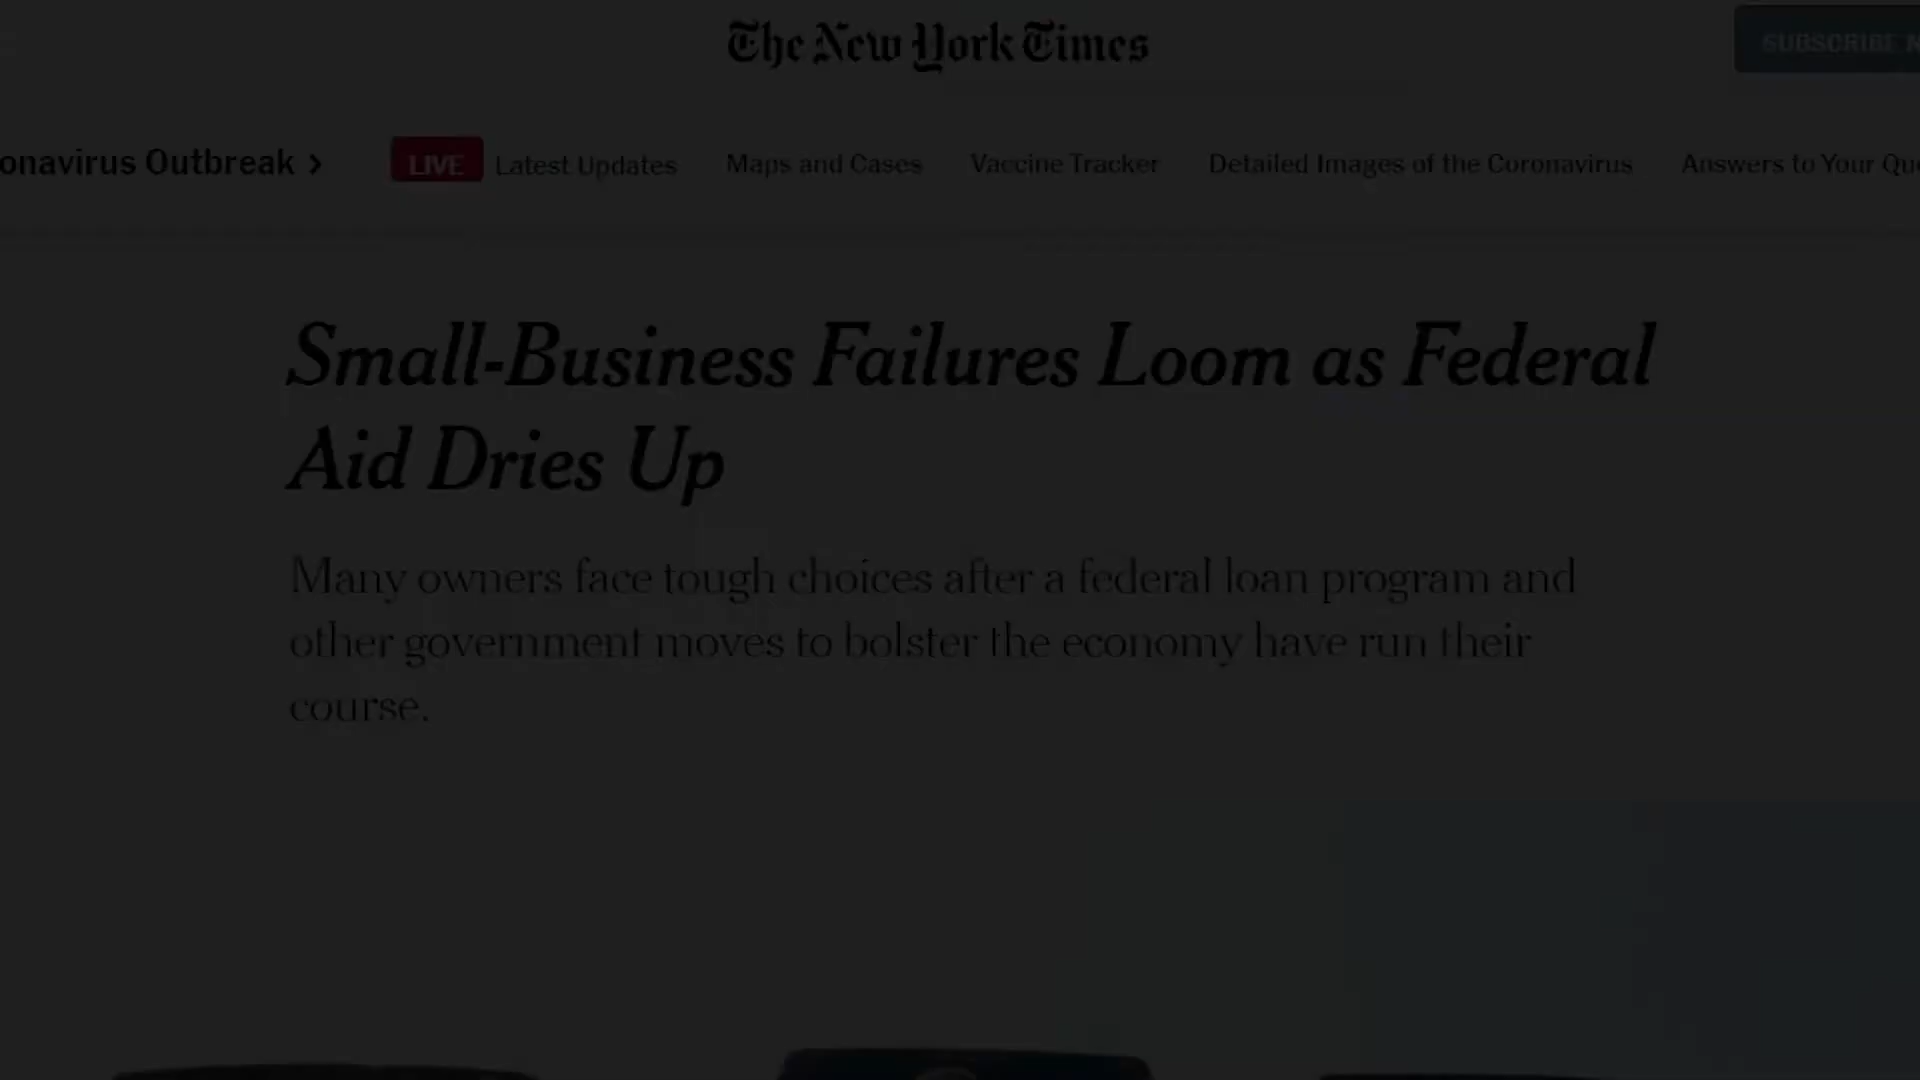 The New York Times
SUBSCRIBE N
onavirus Outbreak >
LIVE Latest Updates Maps and Cases Vaccine Tracker Detailed Images of the Coronavirus Answers to Your Que
Small-Business Failures Loom as Federal
Aid Dries Up
Many owners face tough choices after a federal loan program and
other government moves to bolster the economy have run their
course.